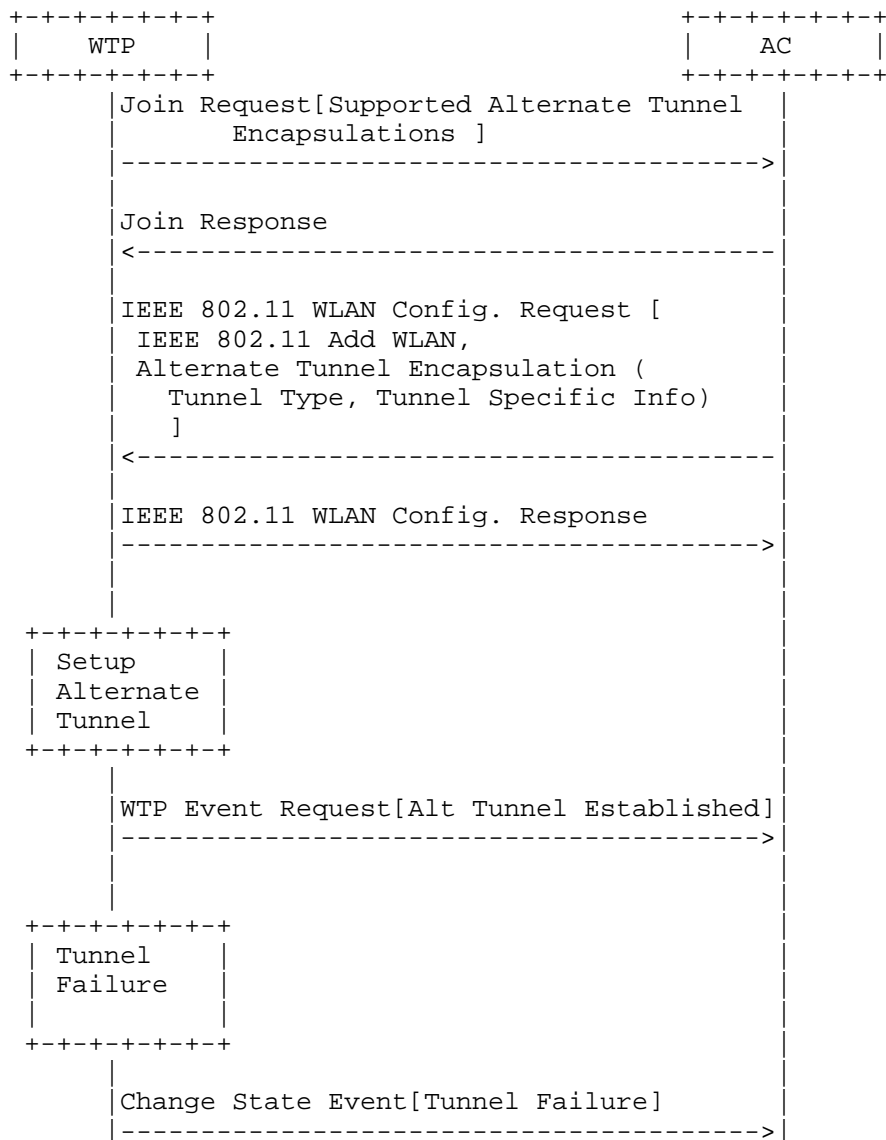 WTP AC
Join Request[Supported Alternate Tunnel
Encapsulations ]
Join Response
IEEE 802.11 WLAN Config. Request [
IEEE 802.11 Add WLAN,
Alternate Tunnel Encapsulation (
Tunnel Type, Tunnel Specific Info)
]
IEEE 802.11 WLAN Config. Response
Setup
Alternate
Tunnel
WTP Event Request[Alt Tunnel Established]
Tunnel
Failure
Change State Event[Tunnel Failure]